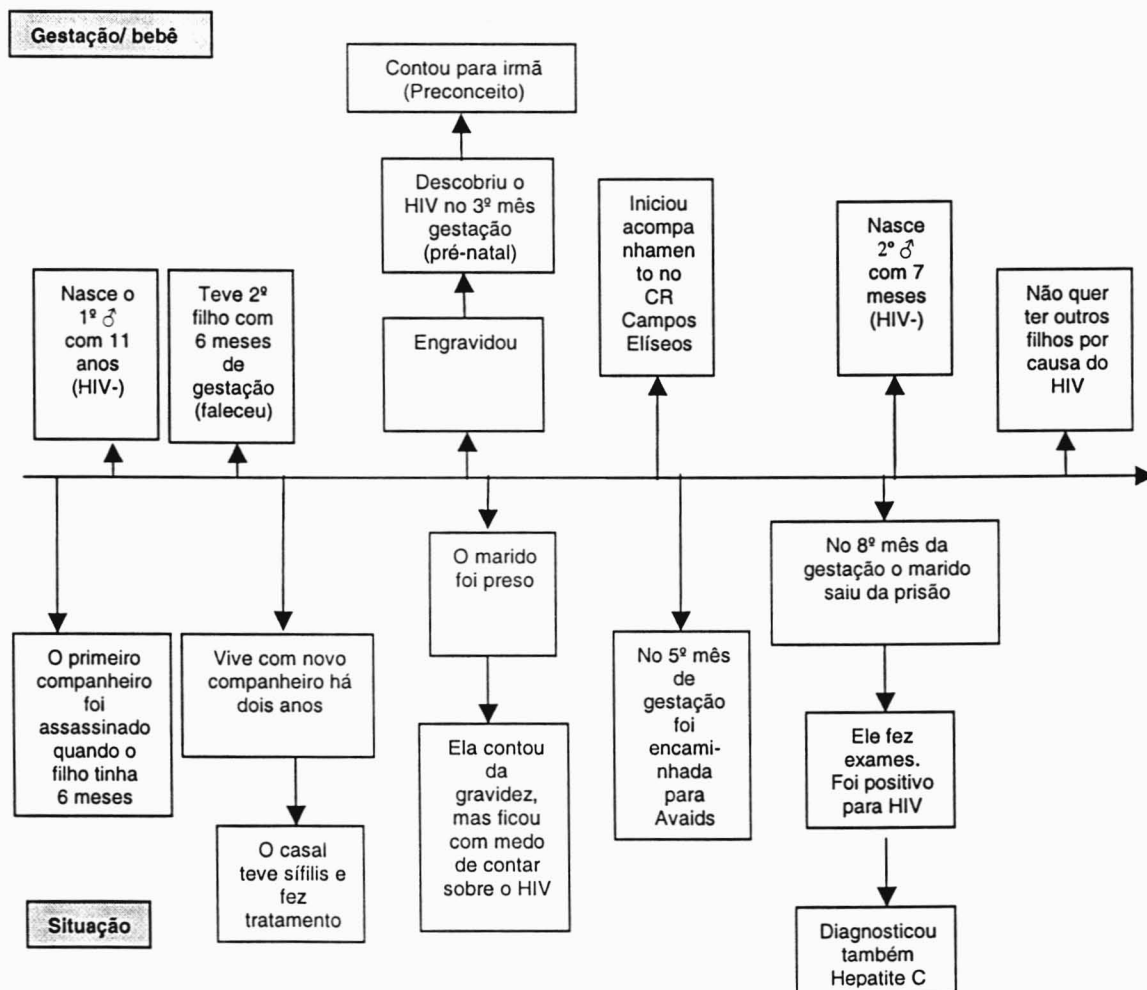 Gestação/ bebê
Contou para irmã
(Preconceito)
Descobriu o
HIV no 3º mês
gestação
(pré-natal)
Iniciou
acompa
nhamen
to no
CR
Campos
Elíseos
Nasce
2º ♂
com 7
meses
(HIV-)
Nasce o
1º ♂
com 11
anos
(HIV-)
Teve 2º
filho com
6 meses
de
gestação
(faleceu)
Engravidou
Não quer
ter outros
filhos por
causa do
HIV
O marido
foi preso
No 8º mês da
gestação o marido
saiu da prisão
O primeiro
companheiro
foi
assassinado
quando o
filho tinha
6 meses
Vive com novo
companheiro há
dois anos
No 5º mês
de
gestação
foi
encami-
nhada
para
Avaids
Ela contou
da
gravidez,
mas ficou
com medo
de contar
sobre o HIV
Ele fez
exames.
Foi positivo
para HIV
O casal
teve sífilis e
fez
tratamento
Situação
Diagnosticou
também
Hepatite C